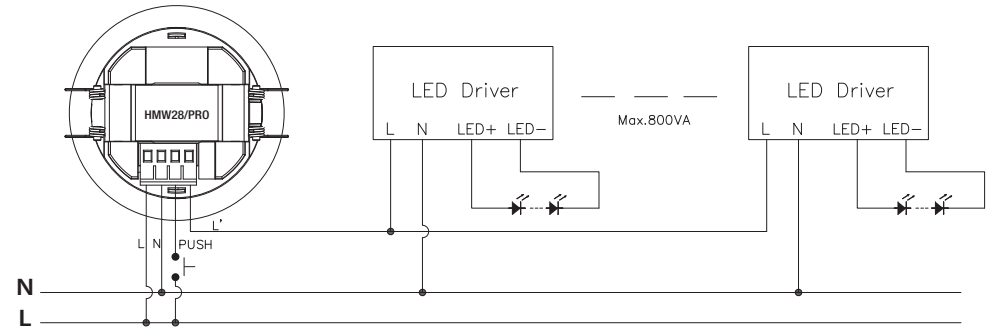 HMW28/PRO
LED Driver
L N LED+ LED-
Max.800VA
LED Driver
L N LED+ LED-
L'
L N PUSH
N
L